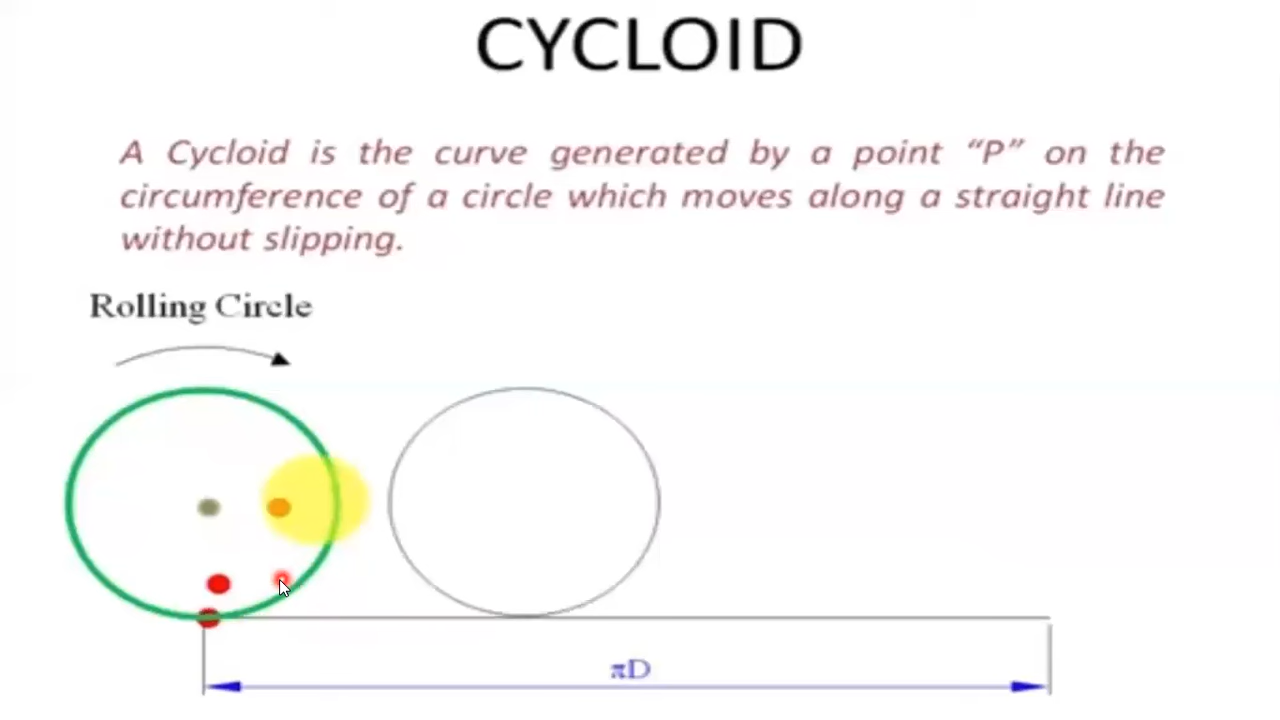 CYCLOID
A Cycloid is the curve generated by a point “P” on the
circumference of a circle which moves along a straight line
without slipping.
Rolling Circle
πD